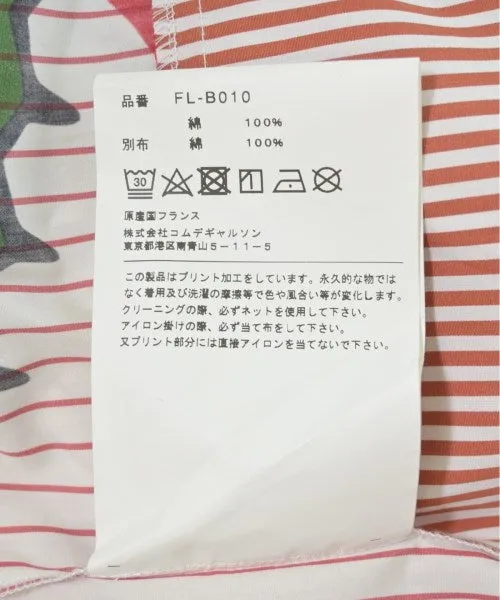 品番 FL-B010
綿 100%
別布 綿 100%
30
原産国フランス
株式会社コムデギャルソン
東京都港区南青山5-11-5
この製品はプリント加工をしています。永久的な物では
なく着用及び洗濯の摩擦等で色や風合い等が変化します。
クリーニングの際、必ずネットを使用して下さい。
アイロン掛けの際、必ず当て布をして下さい。
又プリント部分には直接アイロンを当てないで下さい。